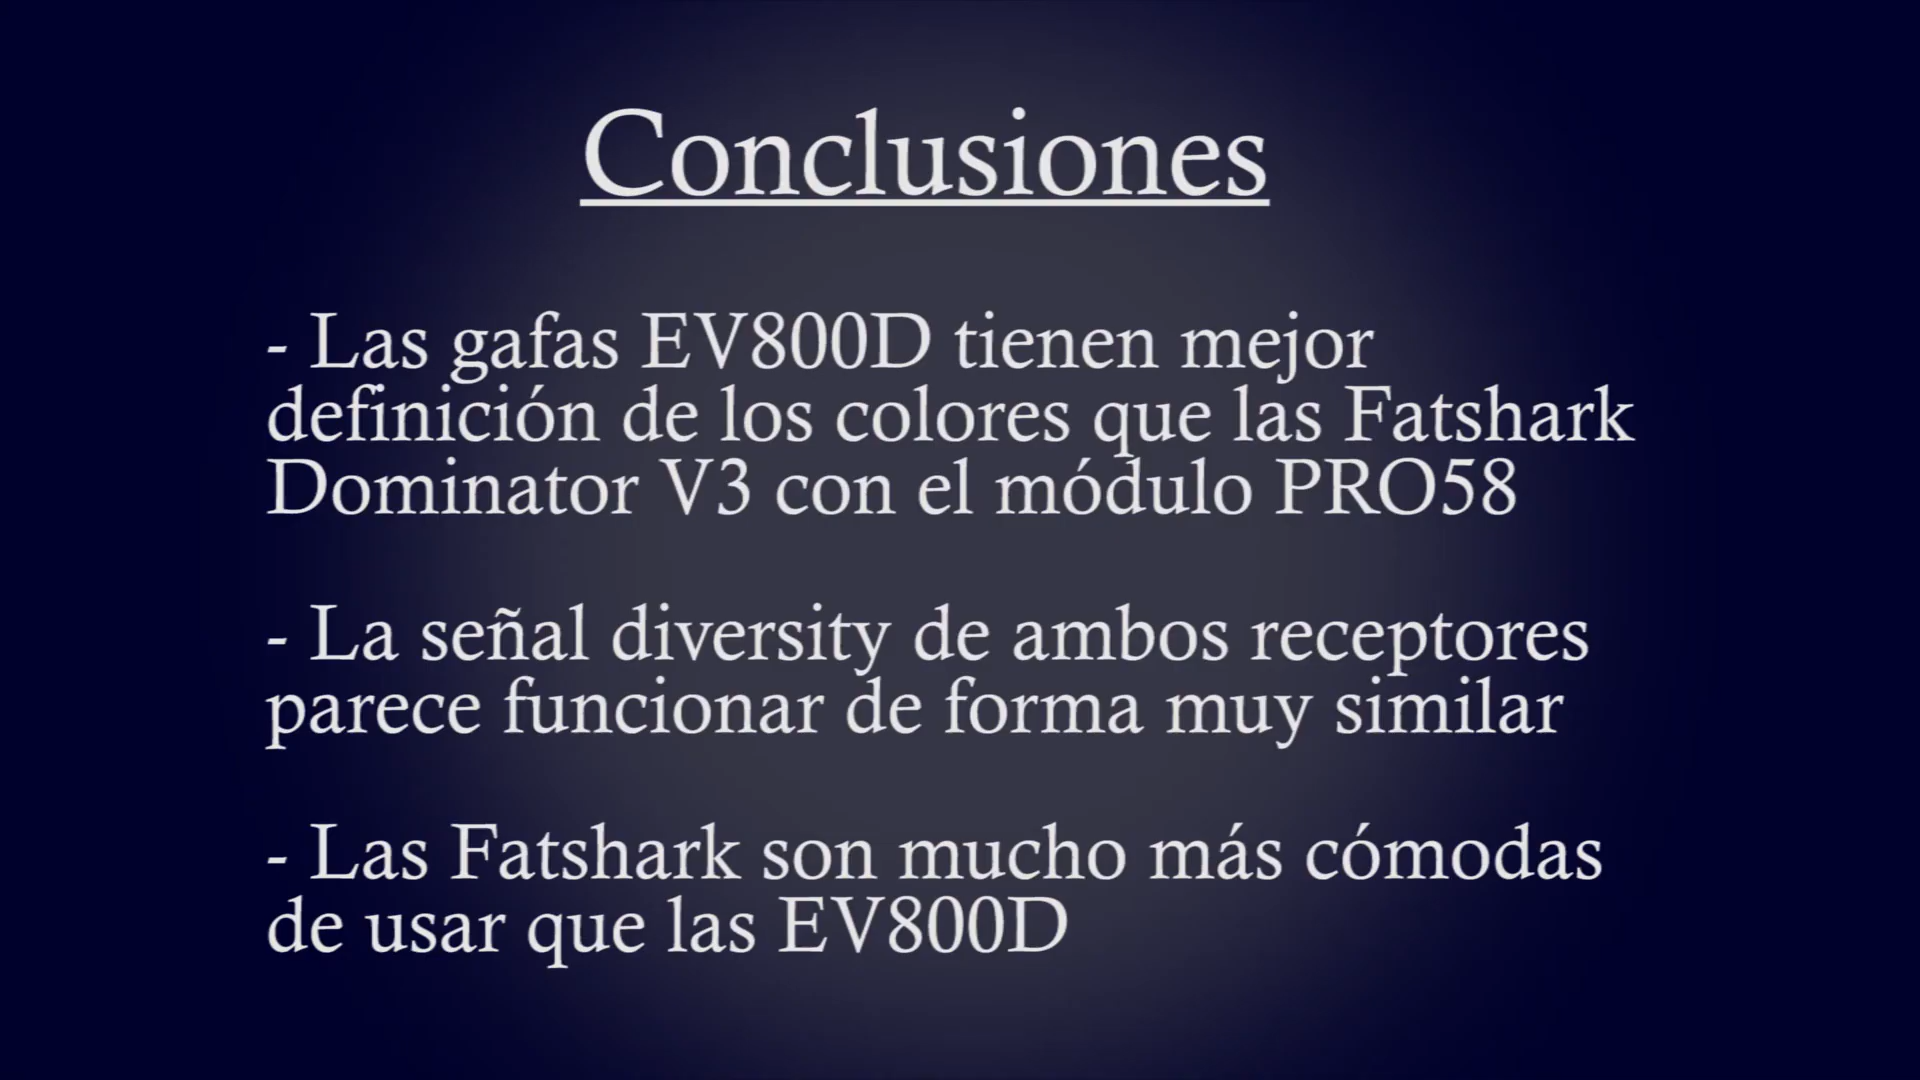 Conclusiones
- Las gafas EV800D tienen mejor
definición de los colores que las Fatshark
Dominator V3 con el módulo PRO58
- La señal diversity de ambos receptores
parece funcionar de forma muy similar
- Las Fatshark son mucho más cómodas
de usar que las EV800D